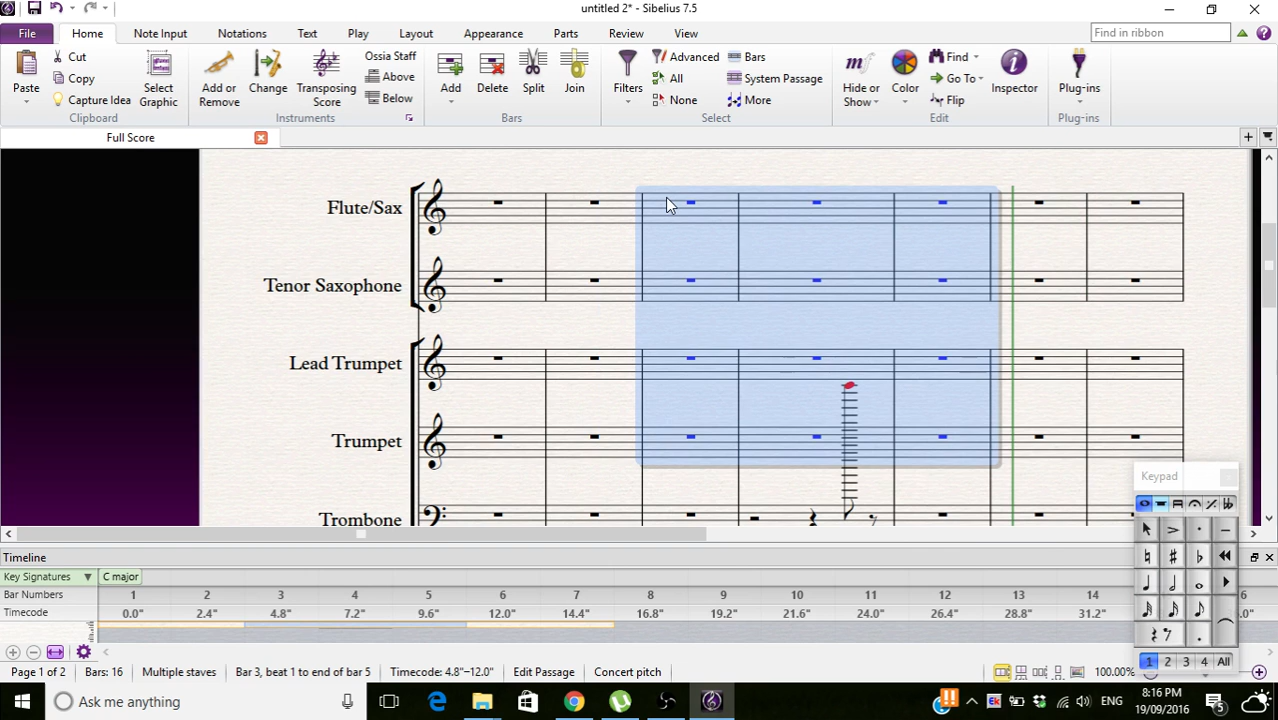 untitled 2* - Sibelius 7.5
File Home Note Input Notations Text Play Layout Appearance Parts Review View Find in ribbon
Paste Cut Copy Capture Idea Select Graphic Add or Remove Change Transposing Score Ossia Staff Above Below Add Delete Split Join Filters Advanced All None Bars System Passage More Hide or Show Color Find Go To Flip Inspector Plug-ins
Clipboard Instruments Bars Select Edit Plug-ins
Full Score
Flute/Sax
Tenor Saxophone
Lead Trumpet
Trumpet
Trombone
Keypad
1 2 3 4 All
Timeline
Key Signatures C major
Bar Numbers 1 2 3 4 5 6 7 8 9 10 11 12 13 14
Timecode 0.0" 2.4" 4.8" 7.2" 9.6" 12.0" 14.4" 16.8" 19.2" 21.6" 24.0" 26.4" 28.8" 31.2"
Page 1 of 2 Bars: 16 Multiple staves Bar 3, beat 1 to end of bar 5 Timecode: 4.8"–12.0" Edit Passage Concert pitch 100.00%
Ask me anything ENG 8:16 PM
19/09/2016 5